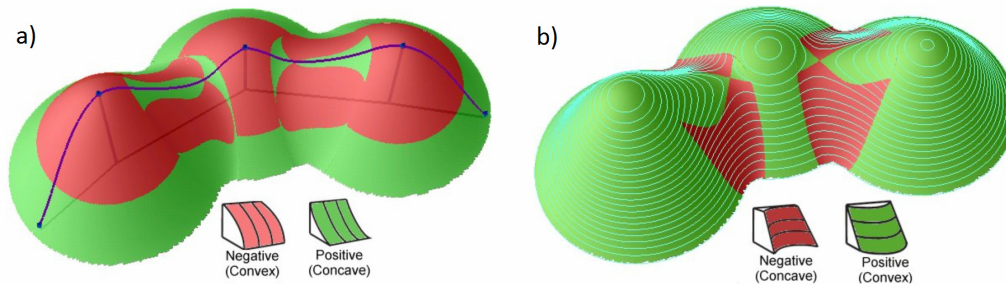 a)
b)
Negative
(Convex)
Positive
(Concave)
Negative
(Concave)
Positive
(Convex)